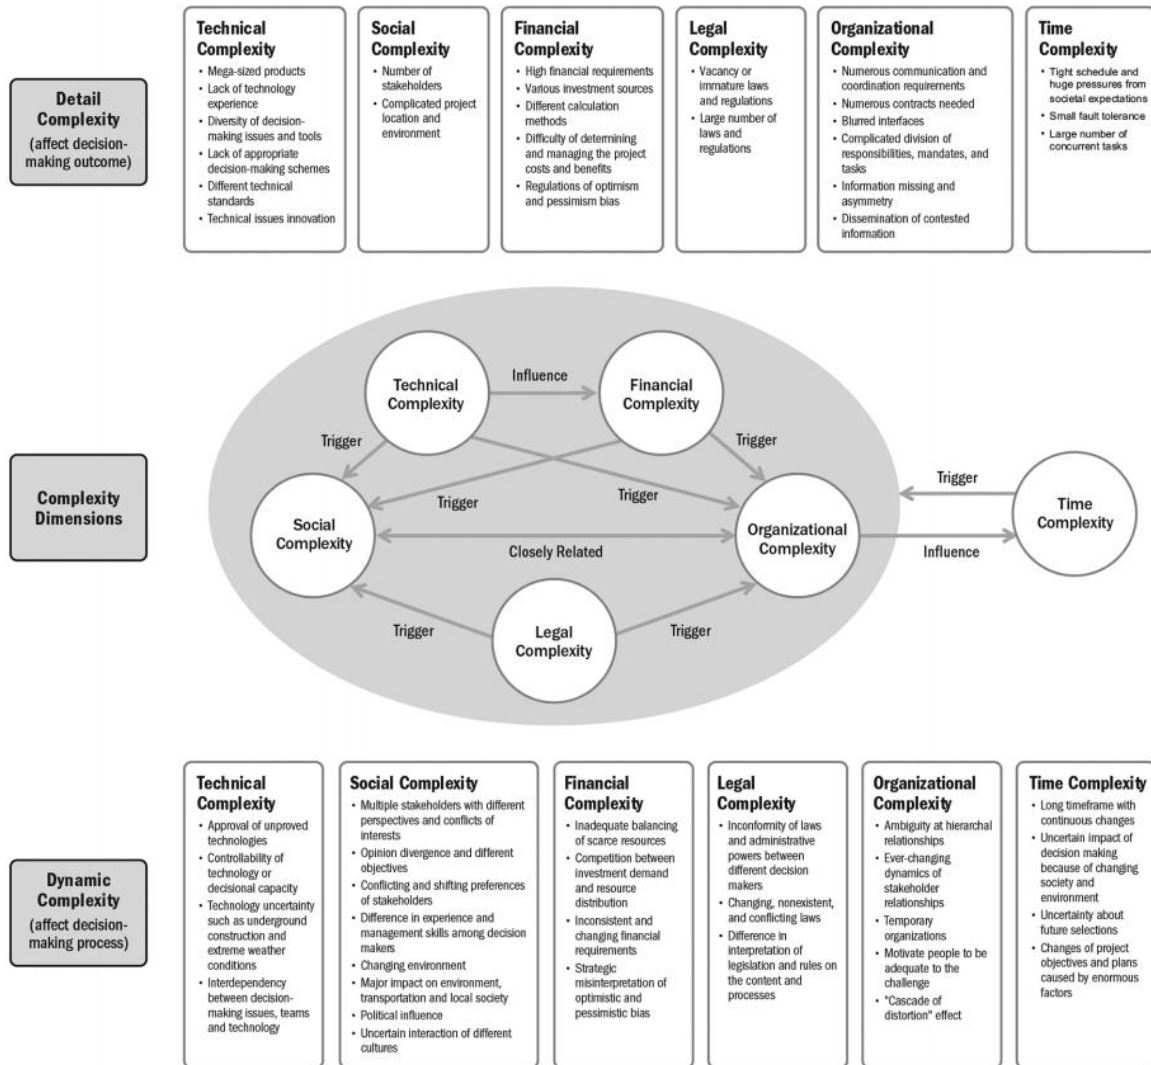 Detail
Complexity
(affect decision-
making outcome)
Technical
Complexity
• Mega-sized products
• Lack of technology
experience
• Diversity of decision-
making issues and tools
• Lack of appropriate
decision-making schemes
• Different technical
standards
• Technical issues innovation
Social
Complexity
• Number of
stakeholders
• Complicated project
location and
environment
Financial
Complexity
• High financial requirements
• Various investment sources
• Different calculation
methods
• Difficulty of determining
and managing the project
costs and benefits
• Regulations of optimism
and pessimism bias
Legal
Complexity
• Vacancy or
immature laws
and regulations
• Large number of
laws and
regulations
Organizational
Complexity
• Numerous communication and
coordination requirements
• Numerous contracts needed
• Blurred interfaces
• Complicated division of
responsibilities, mandates, and
tasks
• Information missing and
asymmetry
• Dissemination of contested
information
Time
Complexity
• Tight schedule and
huge pressures from
societal expectations
• Small fault tolerance
• Large number of
concurrent tasks
Complexity
Dimensions
Technical
Complexity
Influence
Financial
Complexity
Trigger
Trigger
Trigger
Trigger
Social
Complexity
Closely Related
Organizational
Complexity
Trigger
Influence
Time
Complexity
Trigger
Legal
Complexity
Trigger
Dynamic
Complexity
(affect decision-
making process)
Technical
Complexity
• Approval of unproved
technologies
• Controllability of
technology or
decisional capacity
• Technology uncertainty
such as underground
construction and
extreme weather
conditions
• Interdependency
between decision-
making issues, teams
and technology
Social Complexity
• Multiple stakeholders with different
perspectives and conflicts of
interests
• Opinion divergence and different
objectives
• Conflicting and shifting preferences
of stakeholders
• Difference in experience and
management skills among decision
makers
• Changing environment
• Major impact on environment,
transportation and local society
• Political influence
• Uncertain interaction of different
cultures
Financial
Complexity
• Inadequate balancing
of scarce resources
• Competition between
investment demand
and resource
distribution
• Inconsistent and
changing financial
requirements
• Strategic
misinterpretation of
optimistic and
pessimistic bias
Legal
Complexity
• Inconformity of laws
and administrative
powers between
different decision
makers
• Changing, nonexistent,
and conflicting laws
• Difference in
interpretation of
legislation and rules on
the content and
processes
Organizational
Complexity
• Ambiguity at hierarchal
relationships
• Ever-changing
dynamics of
stakeholder
relationships
• Temporary
organizations
• Motivate people to be
adequate to the
challenge
• "Cascade of
distortion" effect
Time Complexity
• Long timeframe with
continuous changes
• Uncertain impact of
decision making
because of changing
society and
environment
• Uncertainty about
future selections
• Changes of project
objectives and plans
caused by enormous
factors